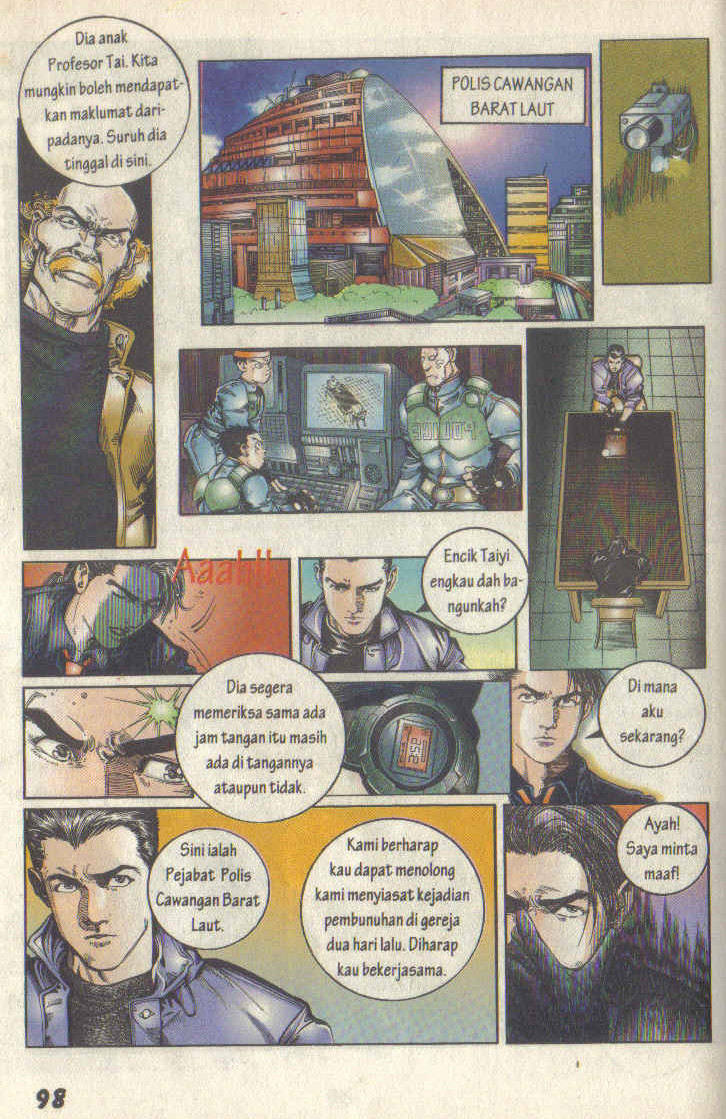 Dia anak
Profesor Tai. Kita
mungkin boleh mendapat-
kan maklumat dari-
padanya. Suruh dia
tinggal di sini.
POLIS CAWANGAN
BARAT LAUT
POLICE
Aaah!!
Encik Taiyi
engkau dah ba-
ngunkah?
Dia segera
memeriksa sama ada
jam tangan itu masih
ada di tangannya
ataupun tidak.
Di mana
aku
sekarang?
Sini ialah
Pejabat Polis
Cawangan Barat
Laut.
Kami berharap
kau dapat menolong
kami menyiasat kejadian
pembunuhan di gereja
dua hari lalu. Diharap
kau bekerjasama.
Ayah!
Saya minta
maaf!
98